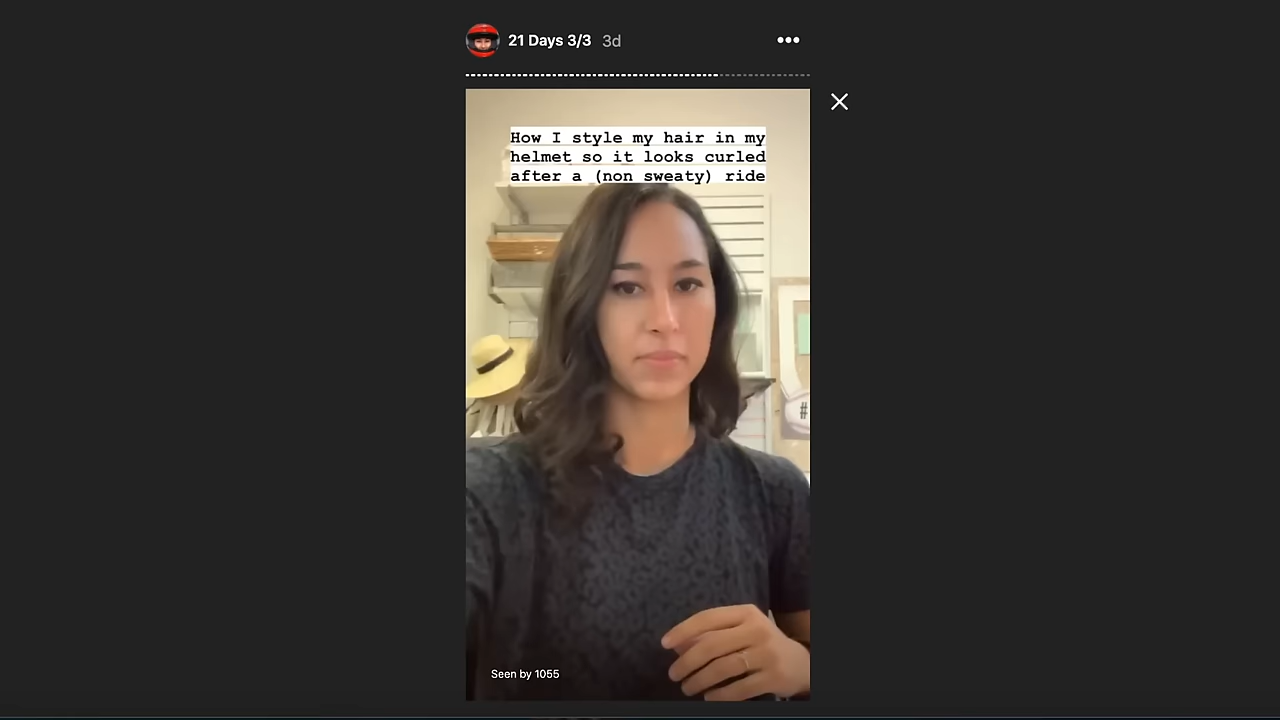 21 Days 3/3 3d
How I style my hair in my
helmet so it looks curled
after a (non sweaty) ride
#
Seen by 1055